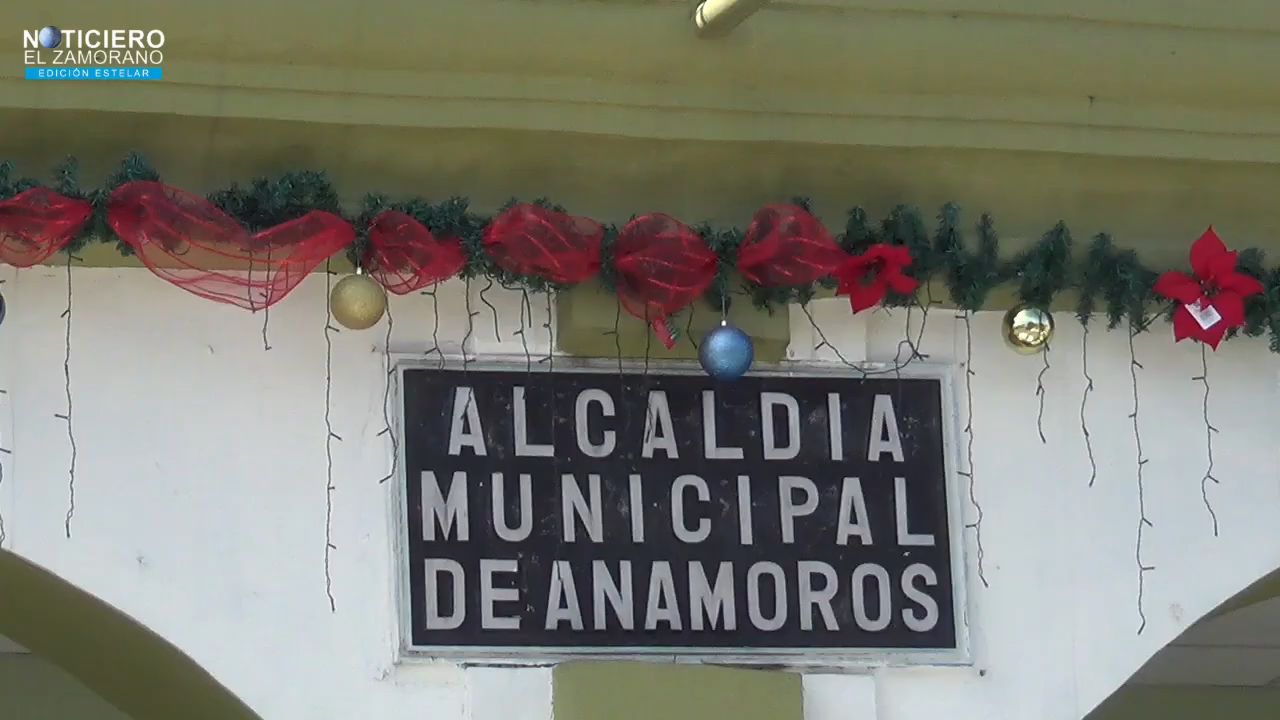 NOTICIERO
EL ZAMORANO
EDICIÓN ESTELAR
ALCALDIA
MUNICIPAL
DE ANAMOROS